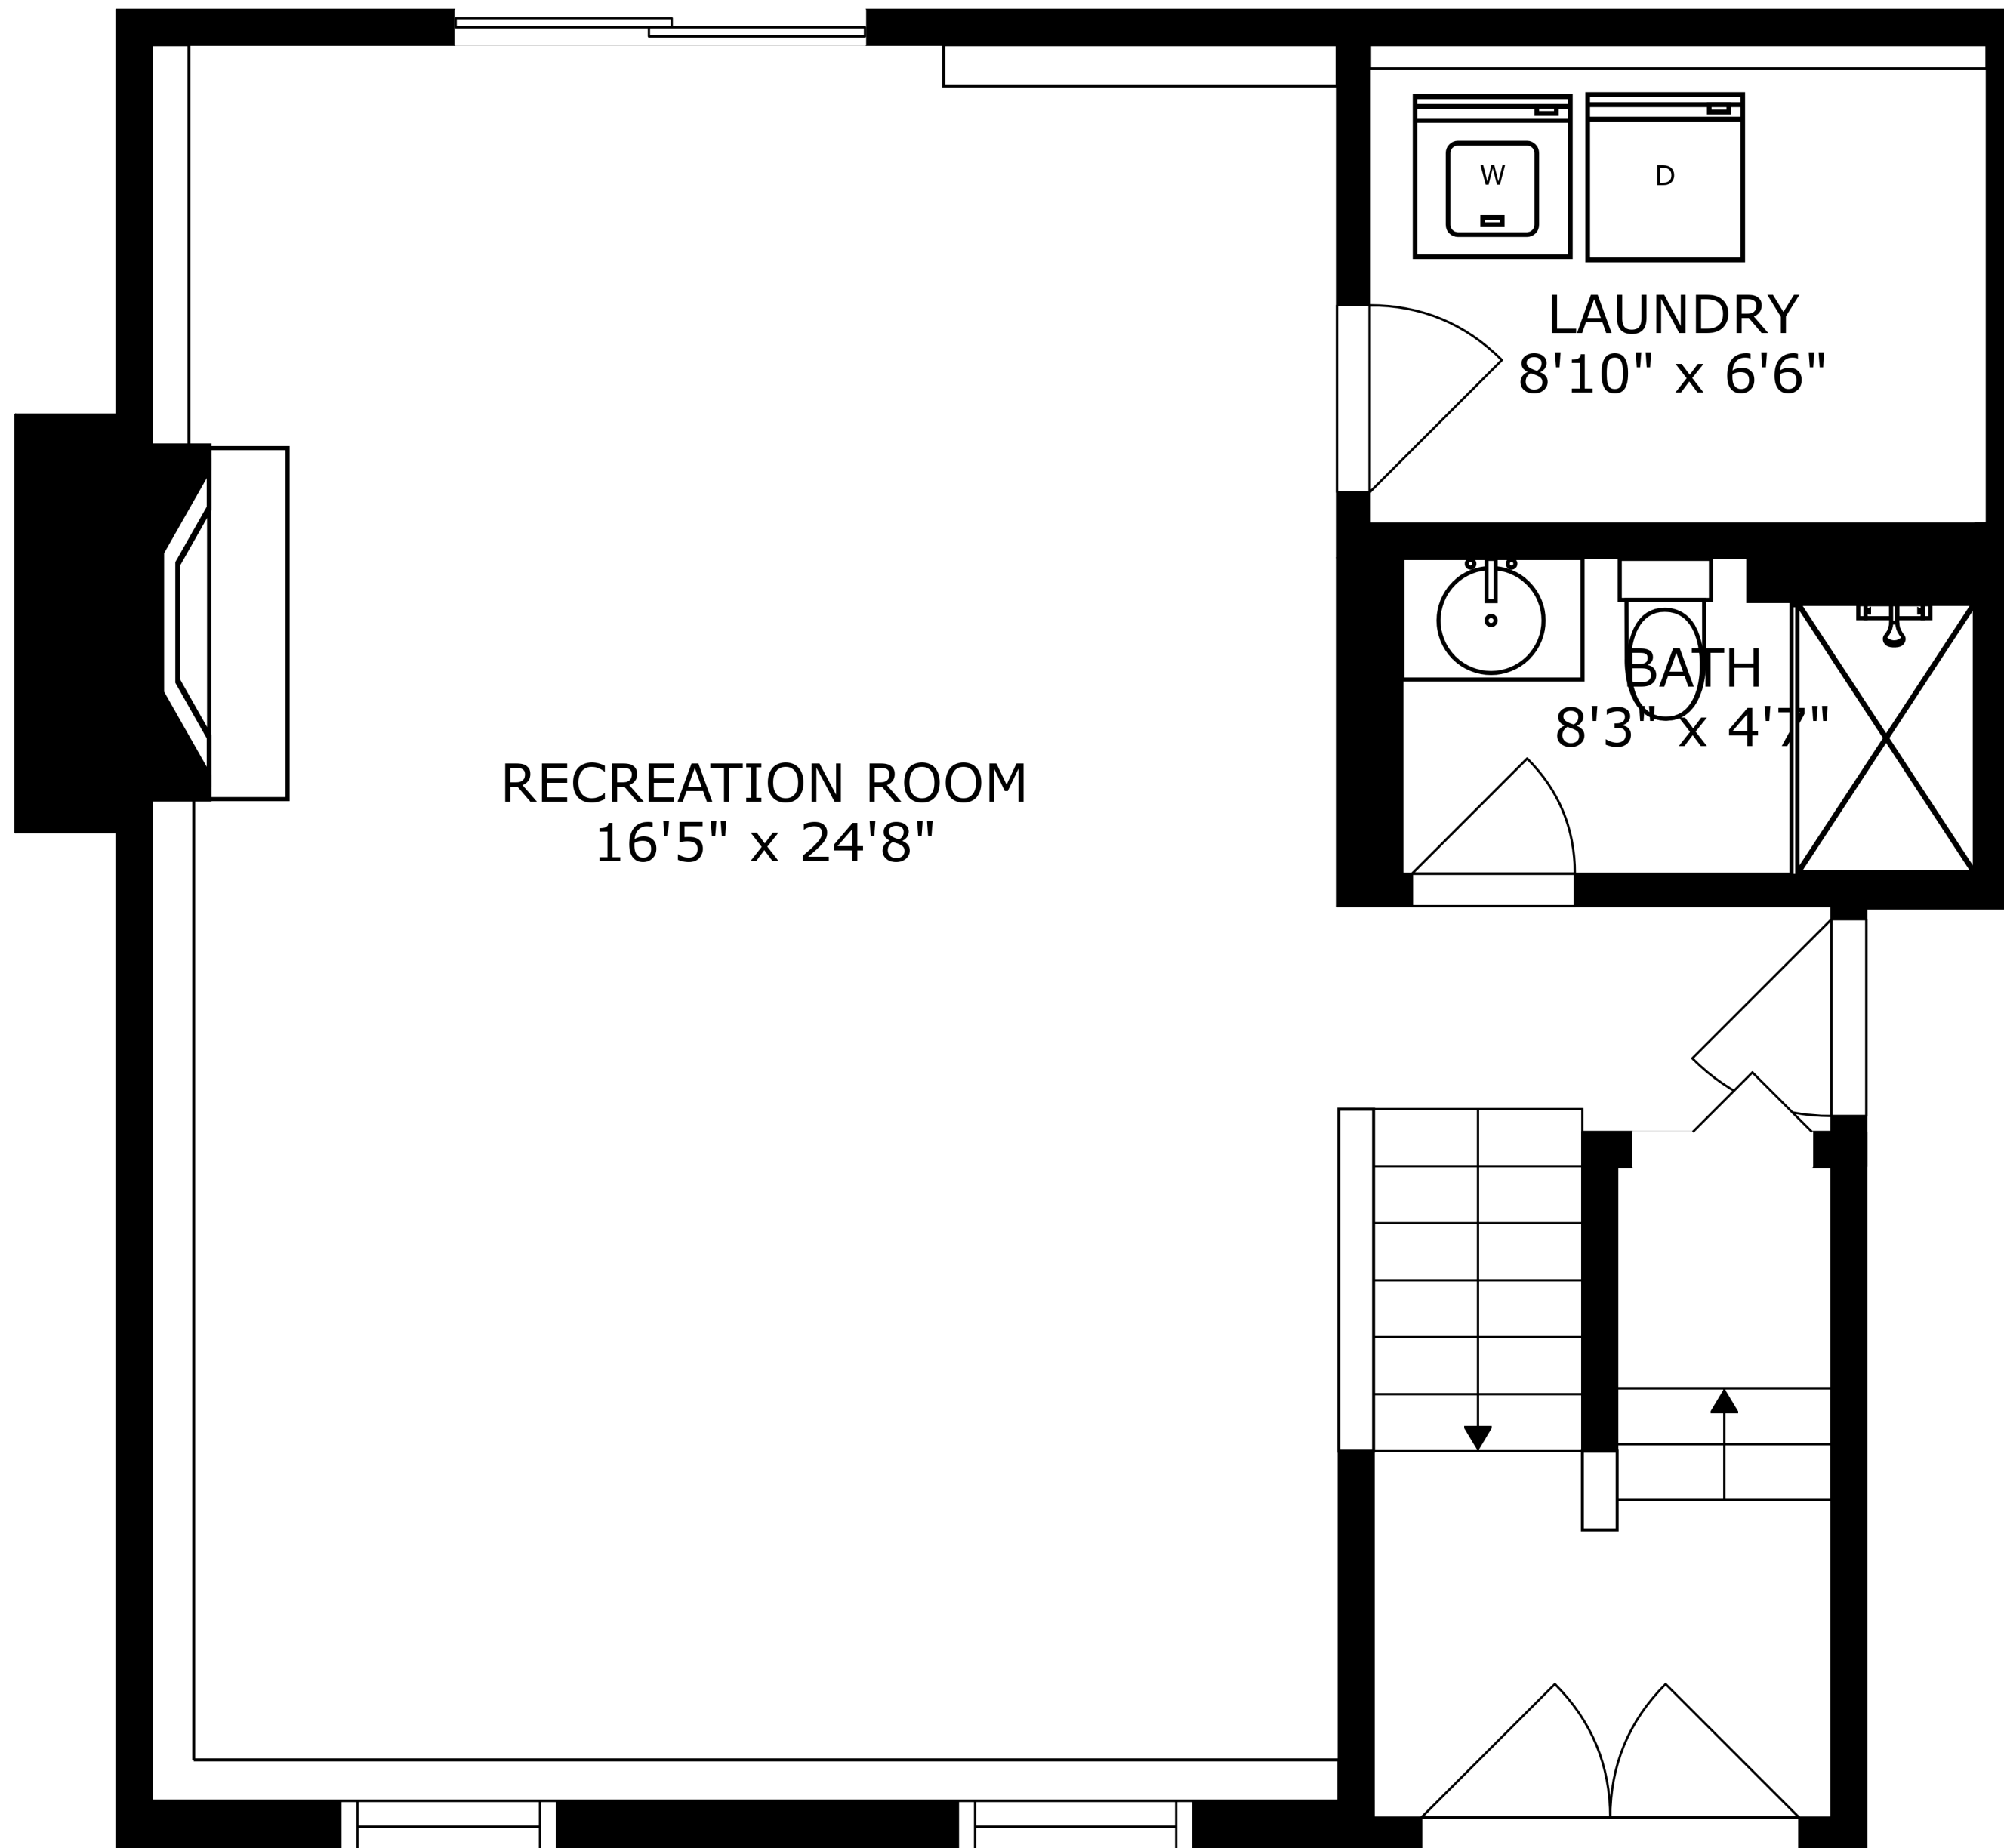 W
D
LAUNDRY
8'10" x 6'6"
BATH
8'3" x 4'7"
RECREATION ROOM
16'5" x 24'8"